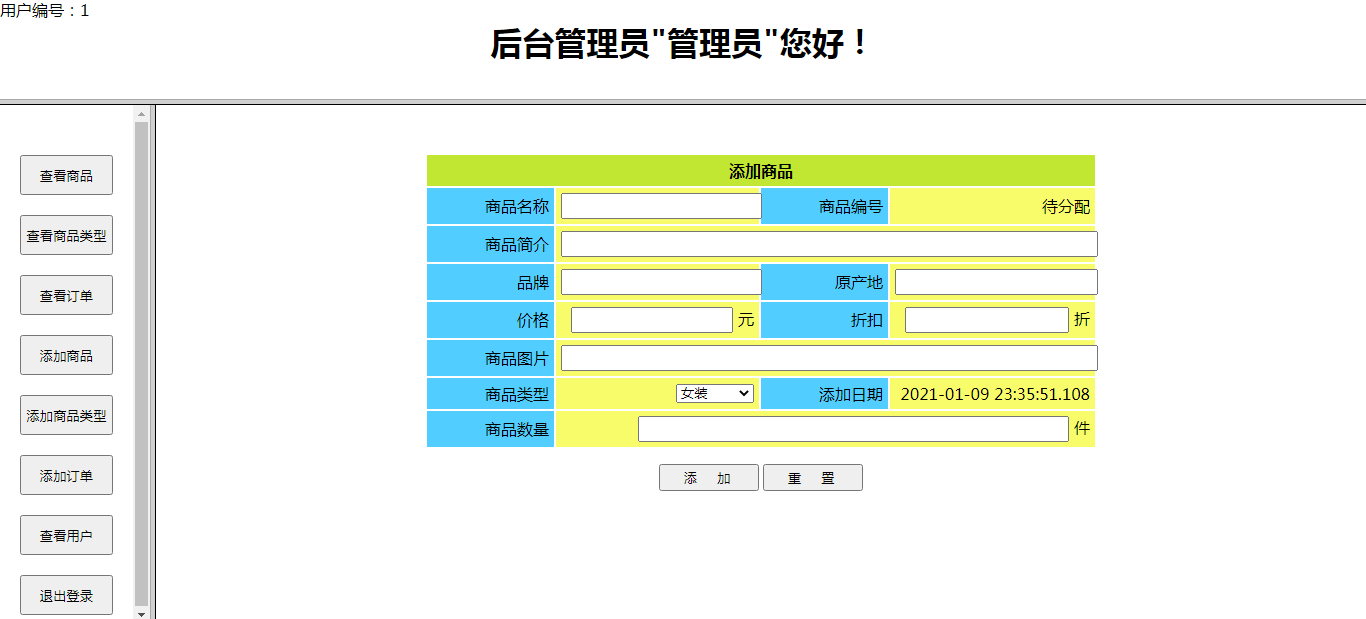 用户编号：1
后台管理员"管理员"您好！
查看商品
查看商品类型
查看订单
添加商品
添加商品类型
添加订单
查看用户
退出登录
添加商品
商品名称 商品编号 待分配
商品简介
品牌 原产地
价格 元 折扣 折
商品图片
商品类型 女装 添加日期 2021-01-09 23:35:51.108
商品数量 件
添 加 重 置